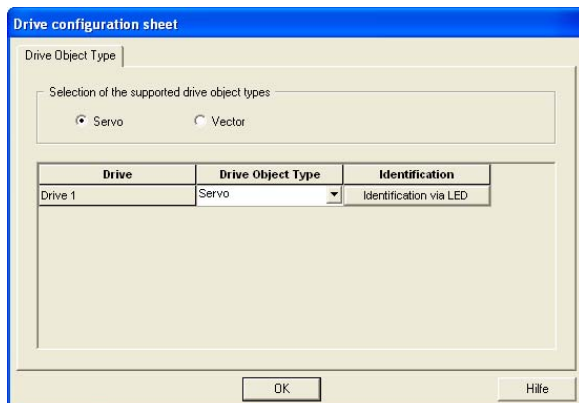 Drive configuration sheet
Drive Object Type
Selection of the supported drive object types
Servo Vector
Drive Drive Object Type Identification
Drive 1 Servo Identification via LED
OK Hilfe